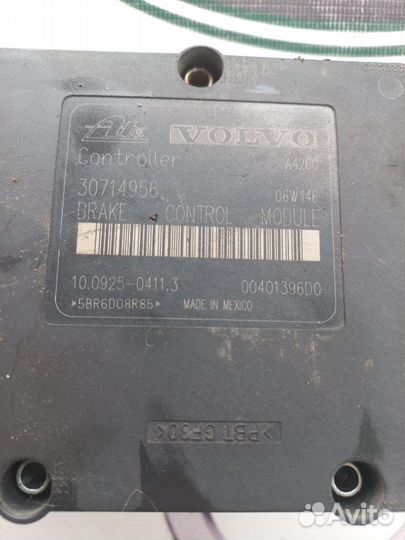 Ate VOLVO
Controller A426C
30714956 06W146
BRAKE CONTROL MODULE
10.0925-0411.3 00401396D0
*5BR6D08R85* MADE IN MEXICO
>PBT GF30<
Avito